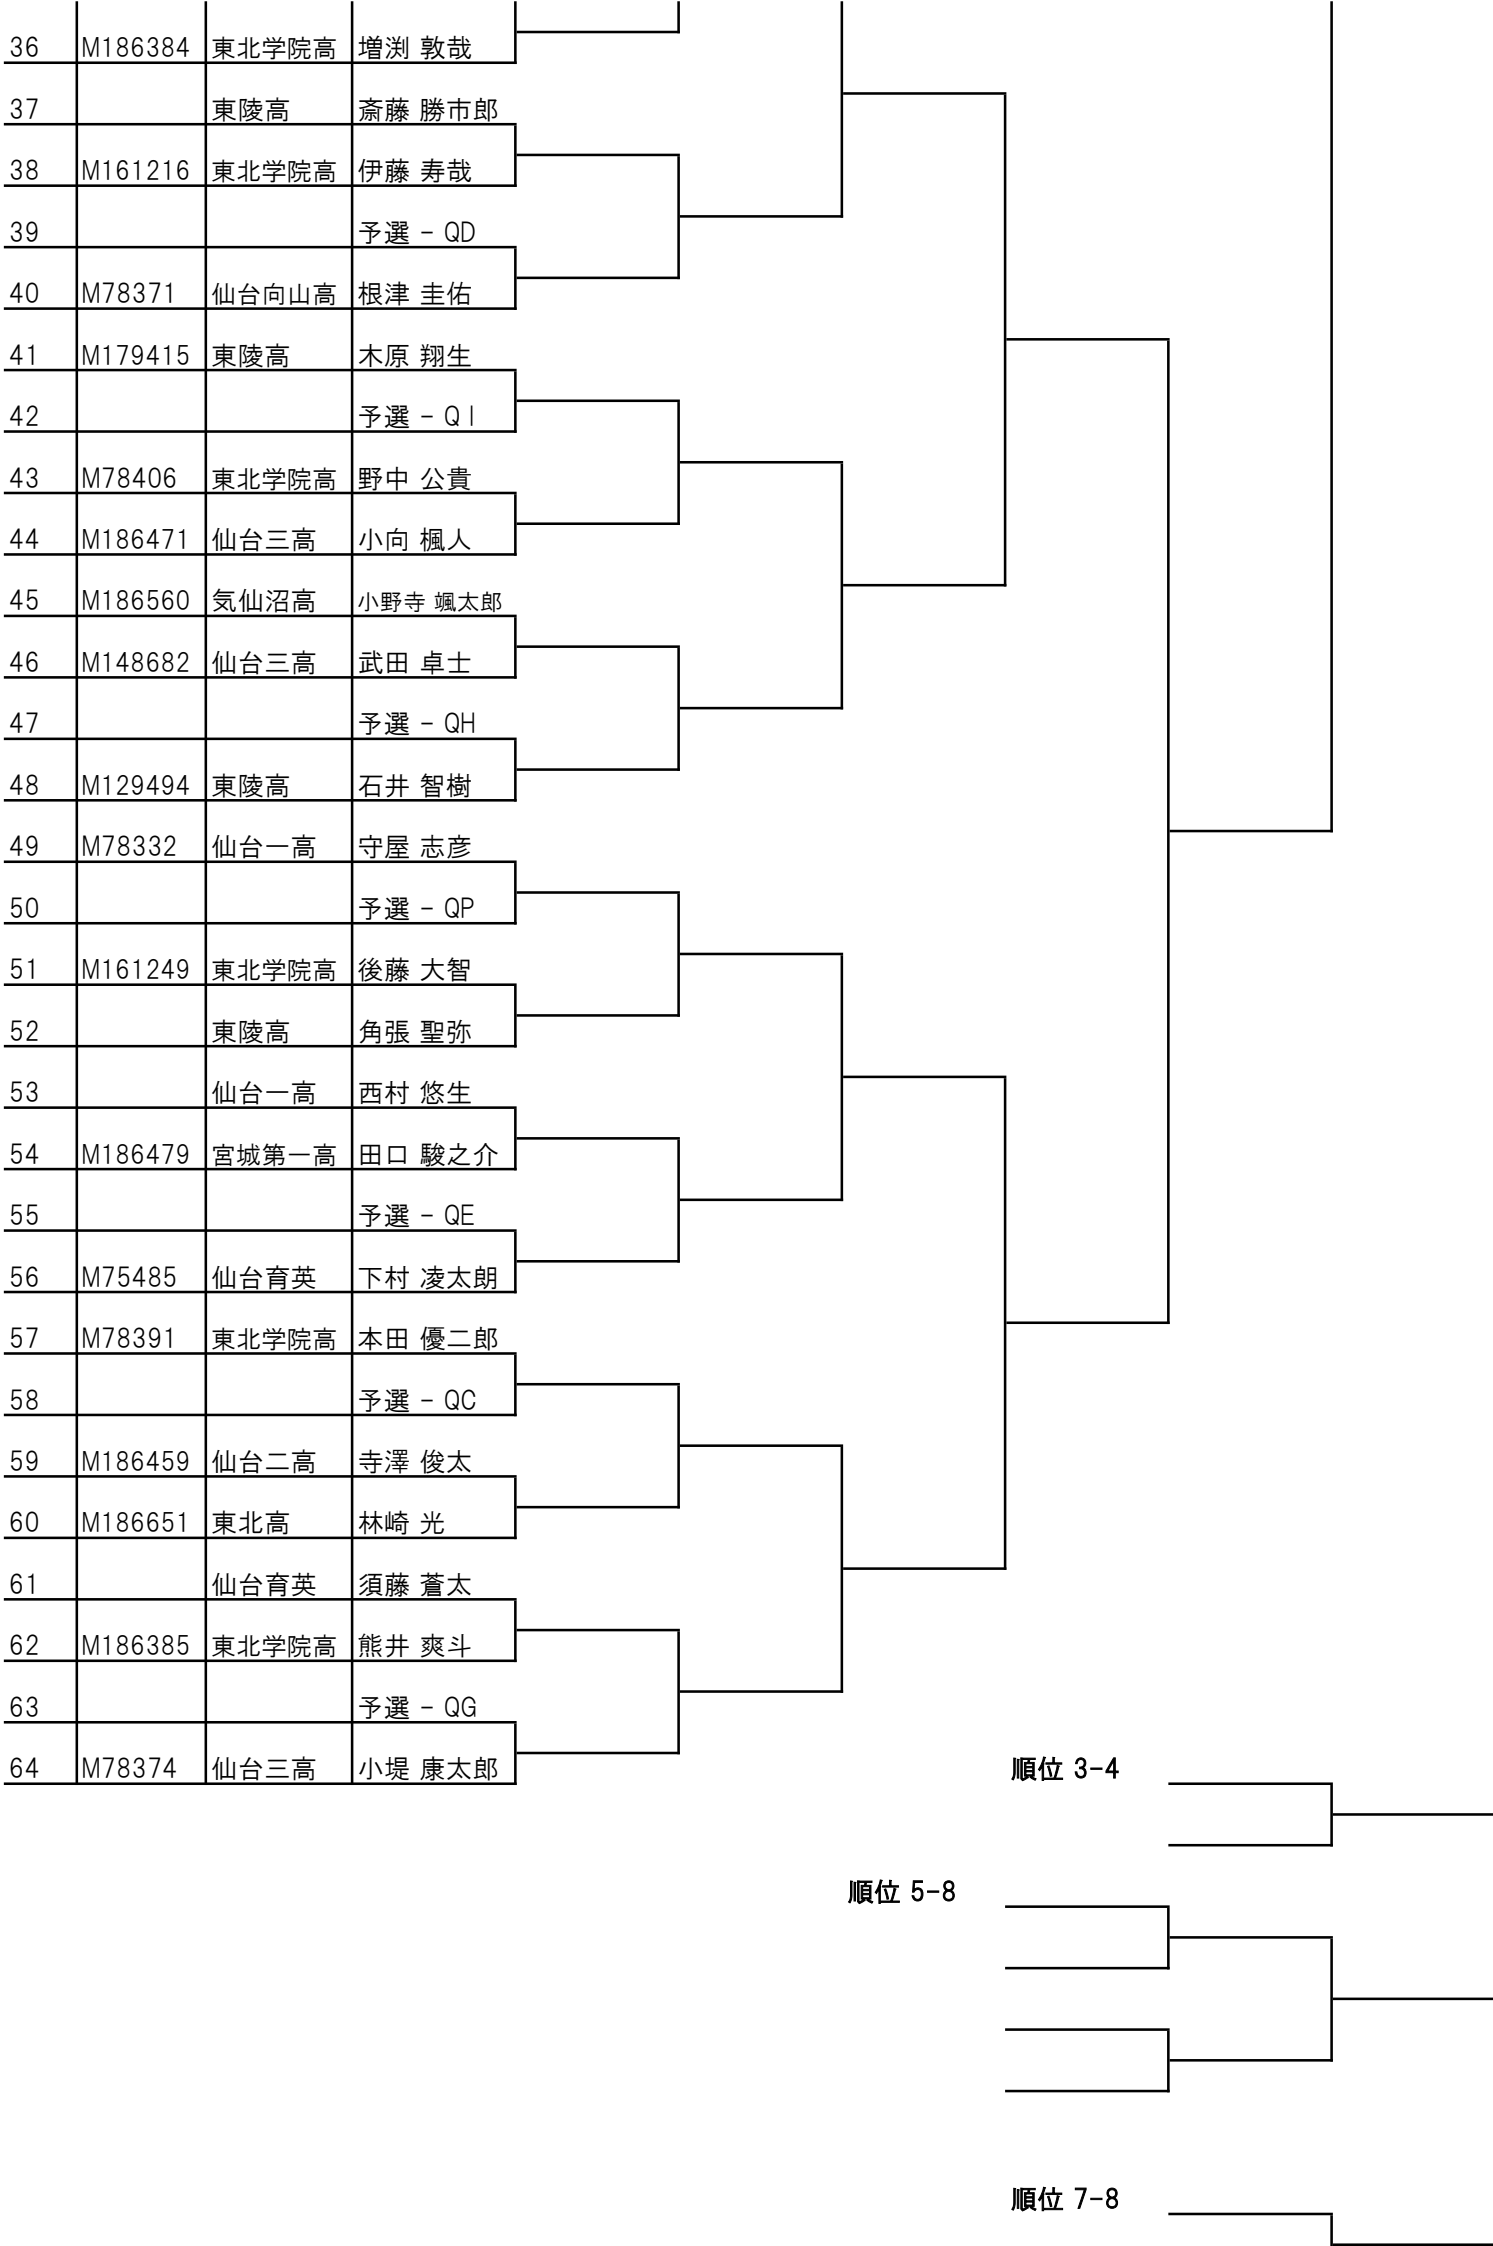 36 M186384 東北学院高 増渕 敦哉
37 東陵高 斎藤 勝市郎
38 M161216 東北学院高 伊藤 寿哉
39 予選 - QD
40 M78371 仙台向山高 根津 圭佑
41 M179415 東陵高 木原 翔生
42 予選 - QI
43 M78406 東北学院高 野中 公貴
44 M186471 仙台三高 小向 楓人
45 M186560 気仙沼高 小野寺 颯太郎
46 M148682 仙台三高 武田 卓士
47 予選 - QH
48 M129494 東陵高 石井 智樹
49 M78332 仙台一高 守屋 志彦
50 予選 - QP
51 M161249 東北学院高 後藤 大智
52 東陵高 角張 聖弥
53 仙台一高 西村 悠生
54 M186479 宮城第一高 田口 駿之介
55 予選 - QE
56 M75485 仙台育英 下村 凌太朗
57 M78391 東北学院高 本田 優二郎
58 予選 - QC
59 M186459 仙台二高 寺澤 俊太
60 M186651 東北高 林崎 光
61 仙台育英 須藤 蒼太
62 M186385 東北学院高 熊井 爽斗
63 予選 - QG
64 M78374 仙台三高 小堤 康太郎
順位 3-4
順位 5-8
順位 7-8